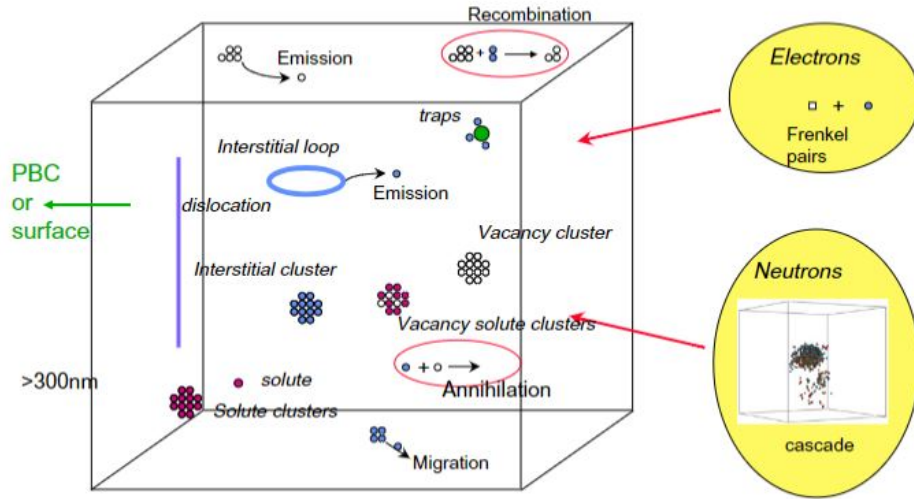 Recombination
Emission
+
Electrons
+
Frenkel
pairs
traps
Interstitial loop
Emission
PBC
or
surface
dislocation
Vacancy cluster
Interstitial cluster
Neutrons
Vacancy solute clusters
+
Annihilation
>300nm
solute
Solute clusters
cascade
Migration